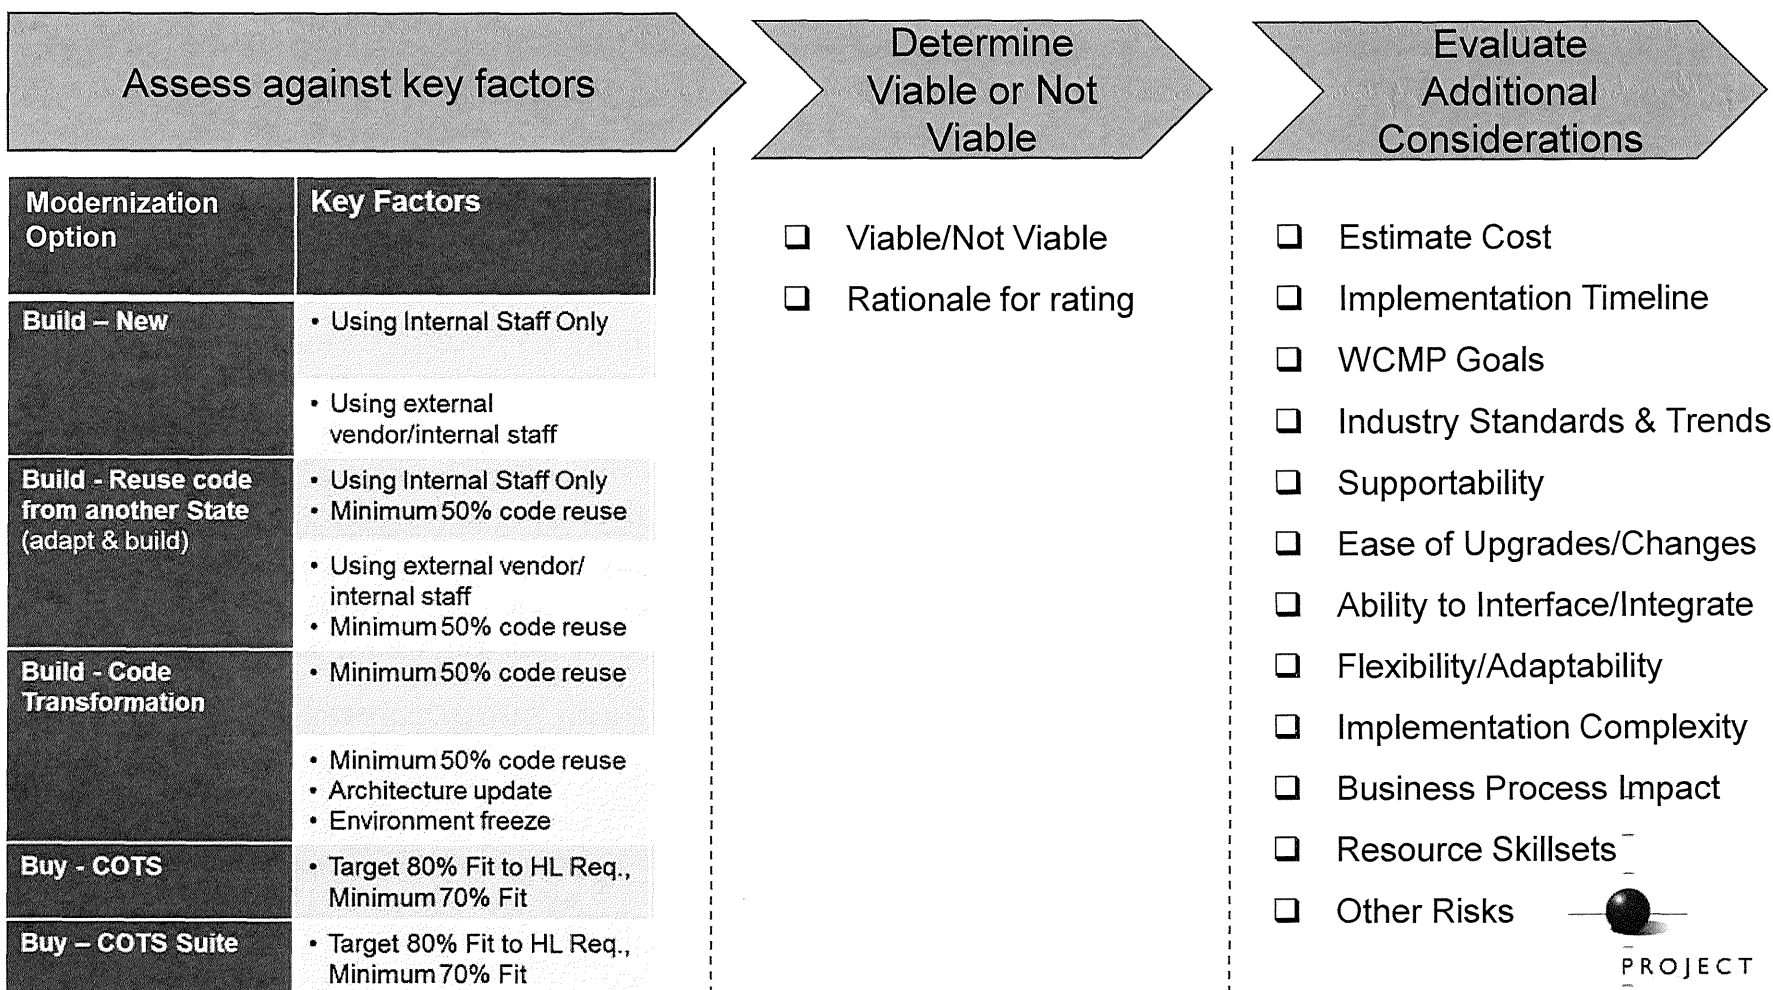 Assess against key factors
Determine
Viable or Not
Viable
Evaluate
Additional
Considerations
Modernization
Option
Key Factors
Build – New
• Using Internal Staff Only
• Using external
vendor/internal staff
Build - Reuse code
from another State
(adapt & build)
• Using Internal Staff Only
• Minimum 50% code reuse
• Using external vendor/
internal staff
• Minimum 50% code reuse
Build - Code
Transformation
• Minimum 50% code reuse
• Minimum 50% code reuse
• Architecture update
• Environment freeze
Buy - COTS
• Target 80% Fit to HL Req.,
Minimum 70% Fit
Buy – COTS Suite
• Target 80% Fit to HL Req.,
Minimum 70% Fit
❑ Viable/Not Viable
❑ Rationale for rating
❑ Estimate Cost
❑ Implementation Timeline
❑ WCMP Goals
❑ Industry Standards & Trends
❑ Supportability
❑ Ease of Upgrades/Changes
❑ Ability to Interface/Integrate
❑ Flexibility/Adaptability
❑ Implementation Complexity
❑ Business Process Impact
❑ Resource Skillsets
❑ Other Risks
PROJECT